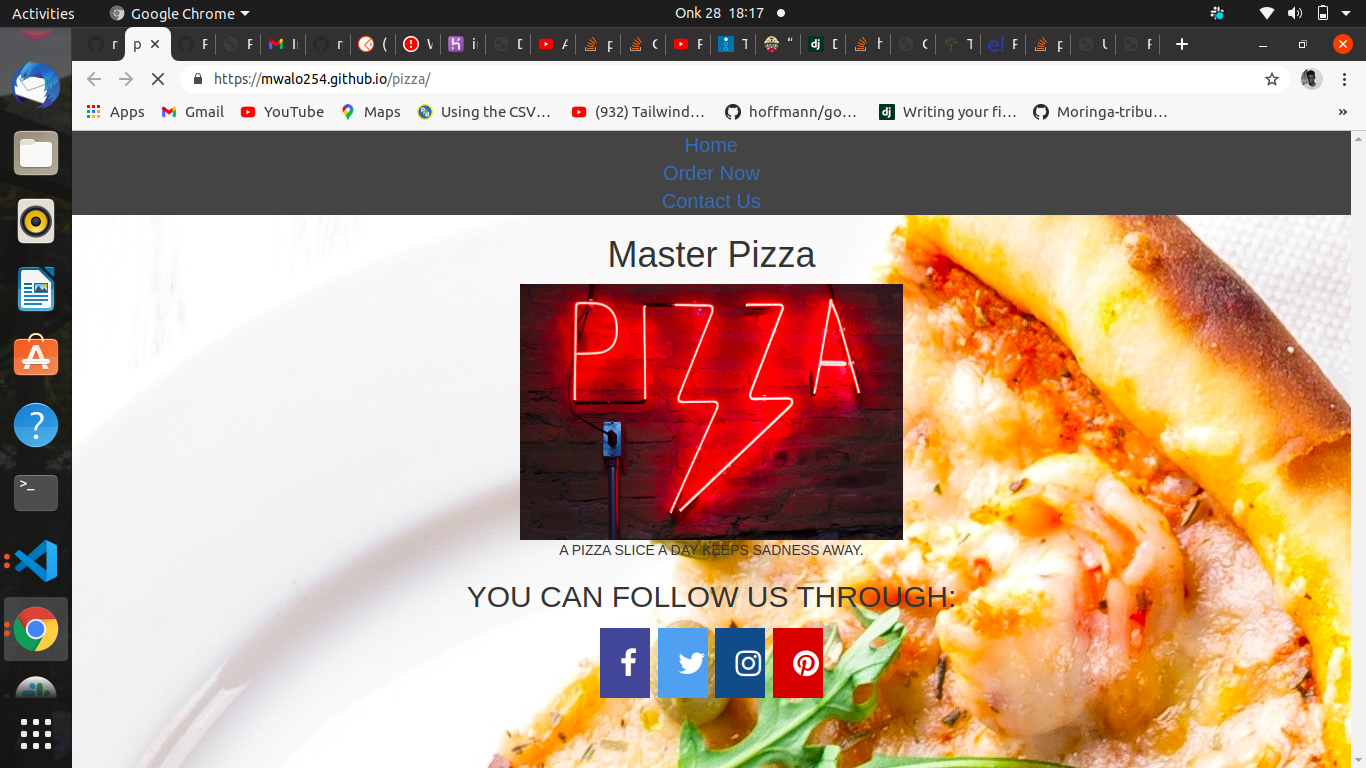 Activities
Google Chrome
Onk 28 18:17
https://mwalo254.github.io/pizza/
Apps
Gmail
YouTube
Maps
Using the CSV…
(932) Tailwind…
hoffmann/go…
Writing your fi…
Moringa-tribu…
»
Home
Order Now
Contact Us
Master Pizza
PIZZA
A PIZZA SLICE A DAY KEEPS SADNESS AWAY.
YOU CAN FOLLOW US THROUGH: